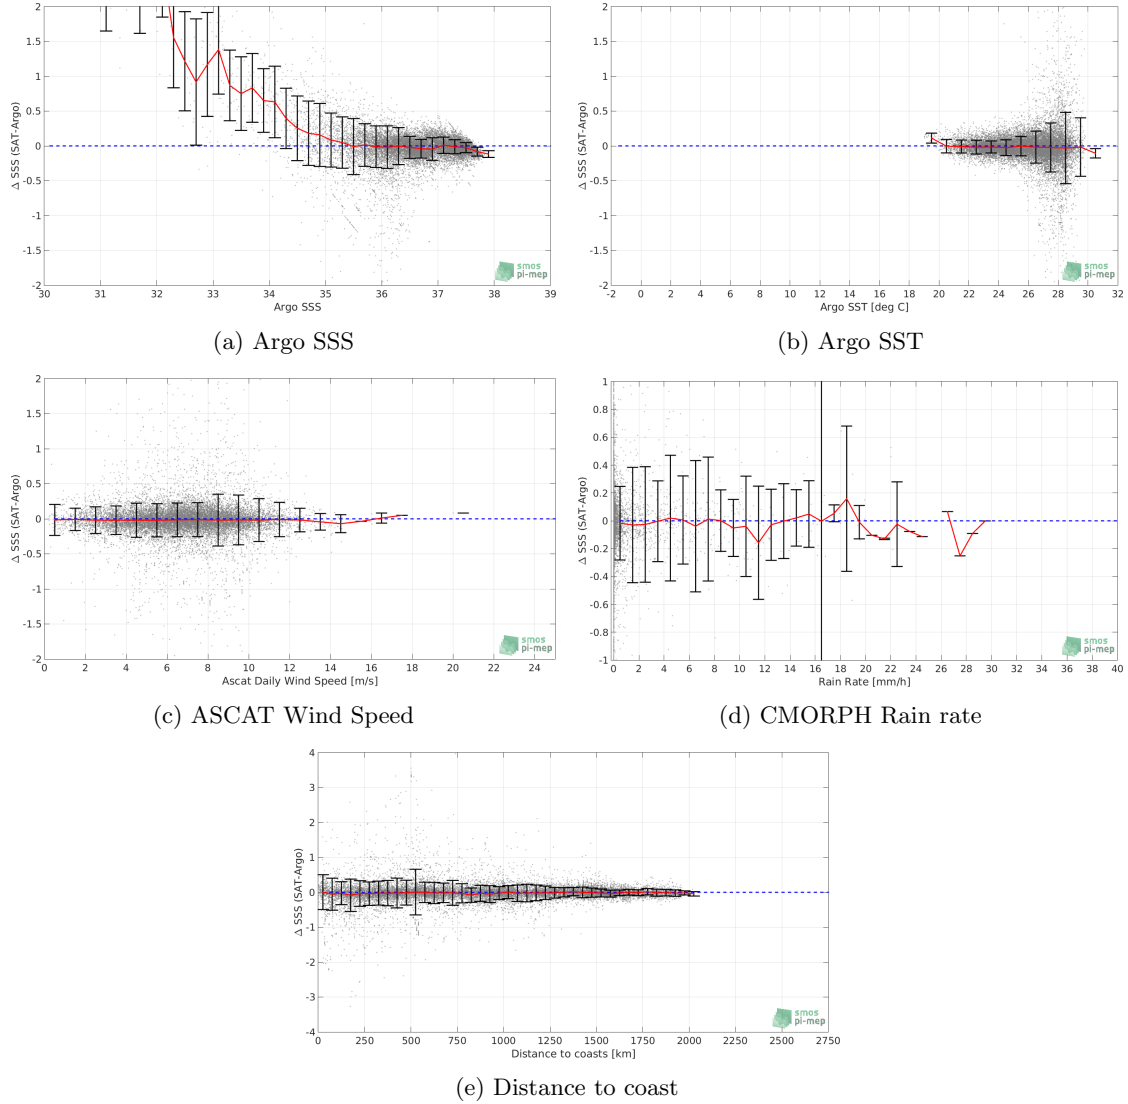 2
1.5
1
0.5
0
-0.5
-1
-1.5
-2
Δ SSS (SAT-Argo)
30 31 32 33 34 35 36 37 38 39
Argo SSS
smos
pi-mep
(a) Argo SSS
2
1.5
1
0.5
0
-0.5
-1
-1.5
-2
Δ SSS (SAT-Argo)
-2 0 2 4 6 8 10 12 14 16 18 20 22 24 26 28 30 32
Argo SST [deg C]
smos
pi-mep
(b) Argo SST
2
1.5
1
0.5
0
-0.5
-1
-1.5
-2
Δ SSS (SAT-Argo)
0 2 4 6 8 10 12 14 16 18 20 22 24
Ascat Daily Wind Speed [m/s]
smos
pi-mep
(c) ASCAT Wind Speed
1
0.8
0.6
0.4
0.2
0
-0.2
-0.4
-0.6
-0.8
-1
Δ SSS (SAT-Argo)
0 2 4 6 8 10 12 14 16 18 20 22 24 26 28 30 32 34 36 38 40
Rain Rate [mm/h]
smos
pi-mep
(d) CMORPH Rain rate
4
3
2
1
0
-1
-2
-3
-4
Δ SSS (SAT-Argo)
0 250 500 750 1000 1250 1500 1750 2000 2250 2500 2750
Distance to coasts [km]
smos
pi-mep
(e) Distance to coast